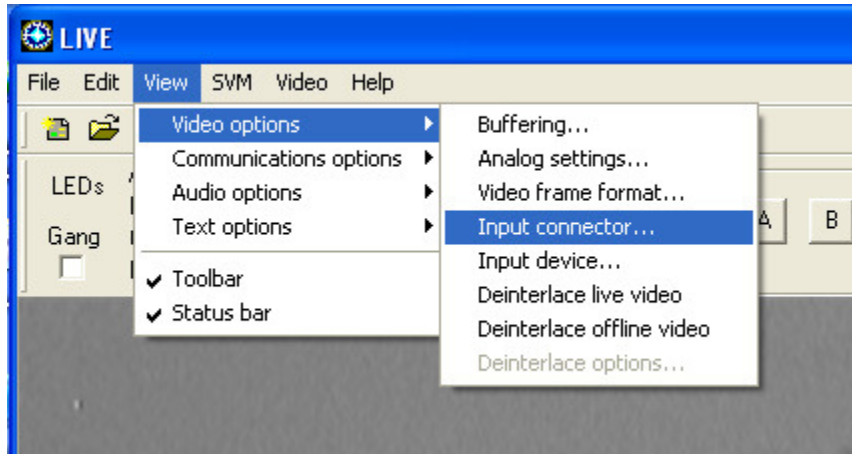 LIVE
File Edit View SVM Video Help
Video options
Communications options
Audio options
Text options
Toolbar
Status bar
Buffering...
Analog settings...
Video frame format...
Input connector...
Input device...
Deinterlace live video
Deinterlace offline video
Deinterlace options...
LEDs
Gang
A B